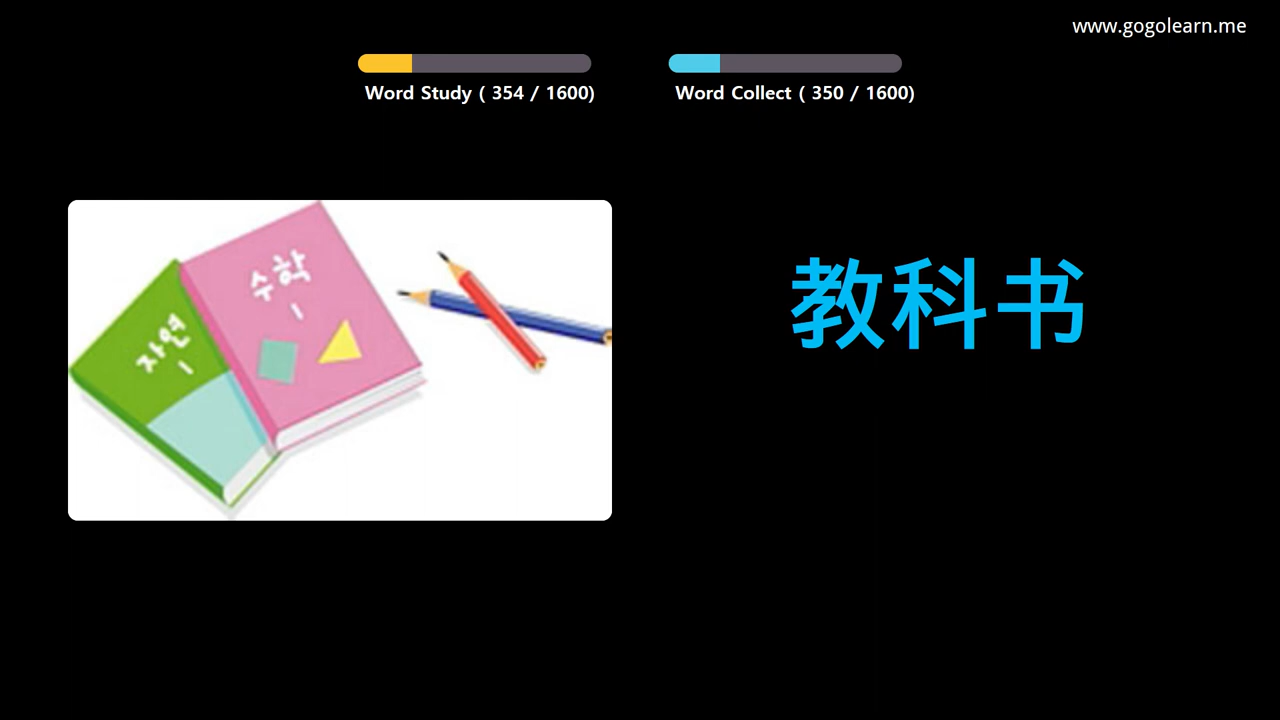 www.gogolearn.me
Word Study ( 354 / 1600)
Word Collect ( 350 / 1600)
수학
1
자연
1
教科书